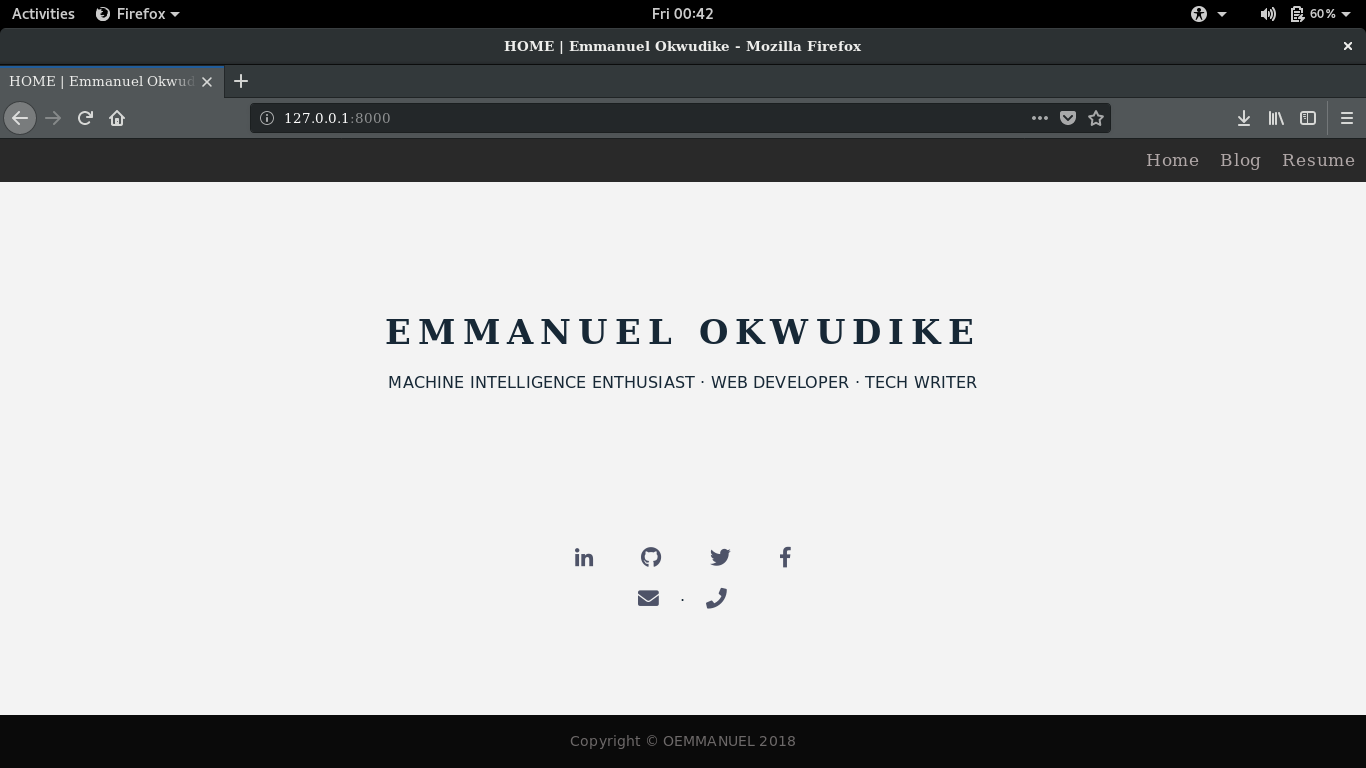 Activities Firefox Fri 00:42 60%
HOME | Emmanuel Okwudike - Mozilla Firefox
HOME | Emmanuel Okwud
127.0.0.1:8000
Home Blog Resume
EMMANUEL OKWUDIKE
MACHINE INTELLIGENCE ENTHUSIAST · WEB DEVELOPER · TECH WRITER
Copyright © OEMMANUEL 2018